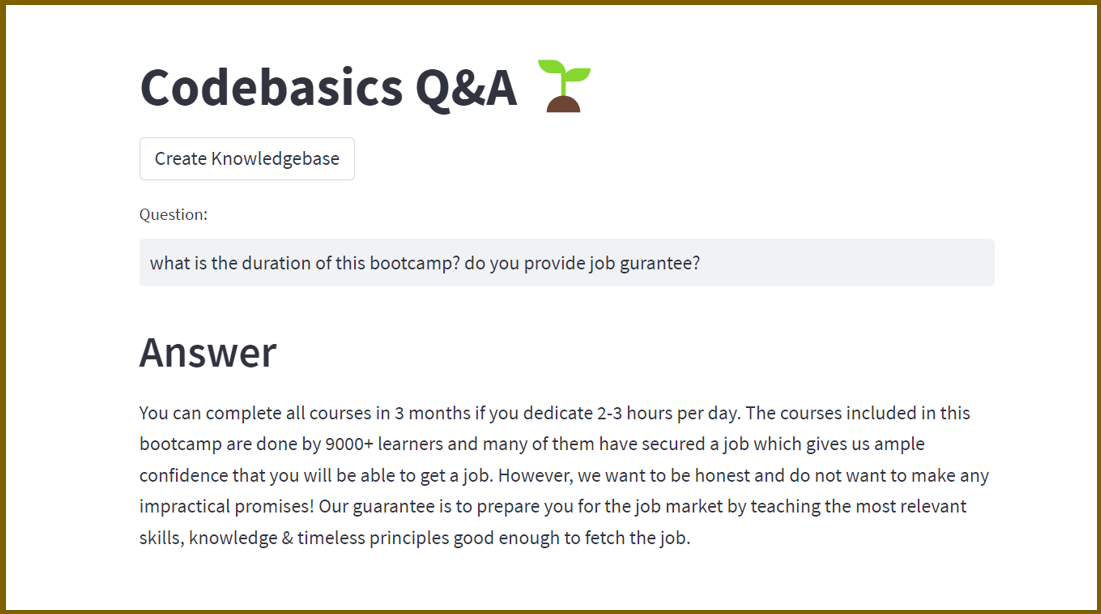 Codebasics Q&A
Create Knowledgebase
Question:
what is the duration of this bootcamp? do you provide job gurantee?
Answer
You can complete all courses in 3 months if you dedicate 2-3 hours per day. The courses included in this
bootcamp are done by 9000+ learners and many of them have secured a job which gives us ample
confidence that you will be able to get a job. However, we want to be honest and do not want to make any
impractical promises! Our guarantee is to prepare you for the job market by teaching the most relevant
skills, knowledge & timeless principles good enough to fetch the job.